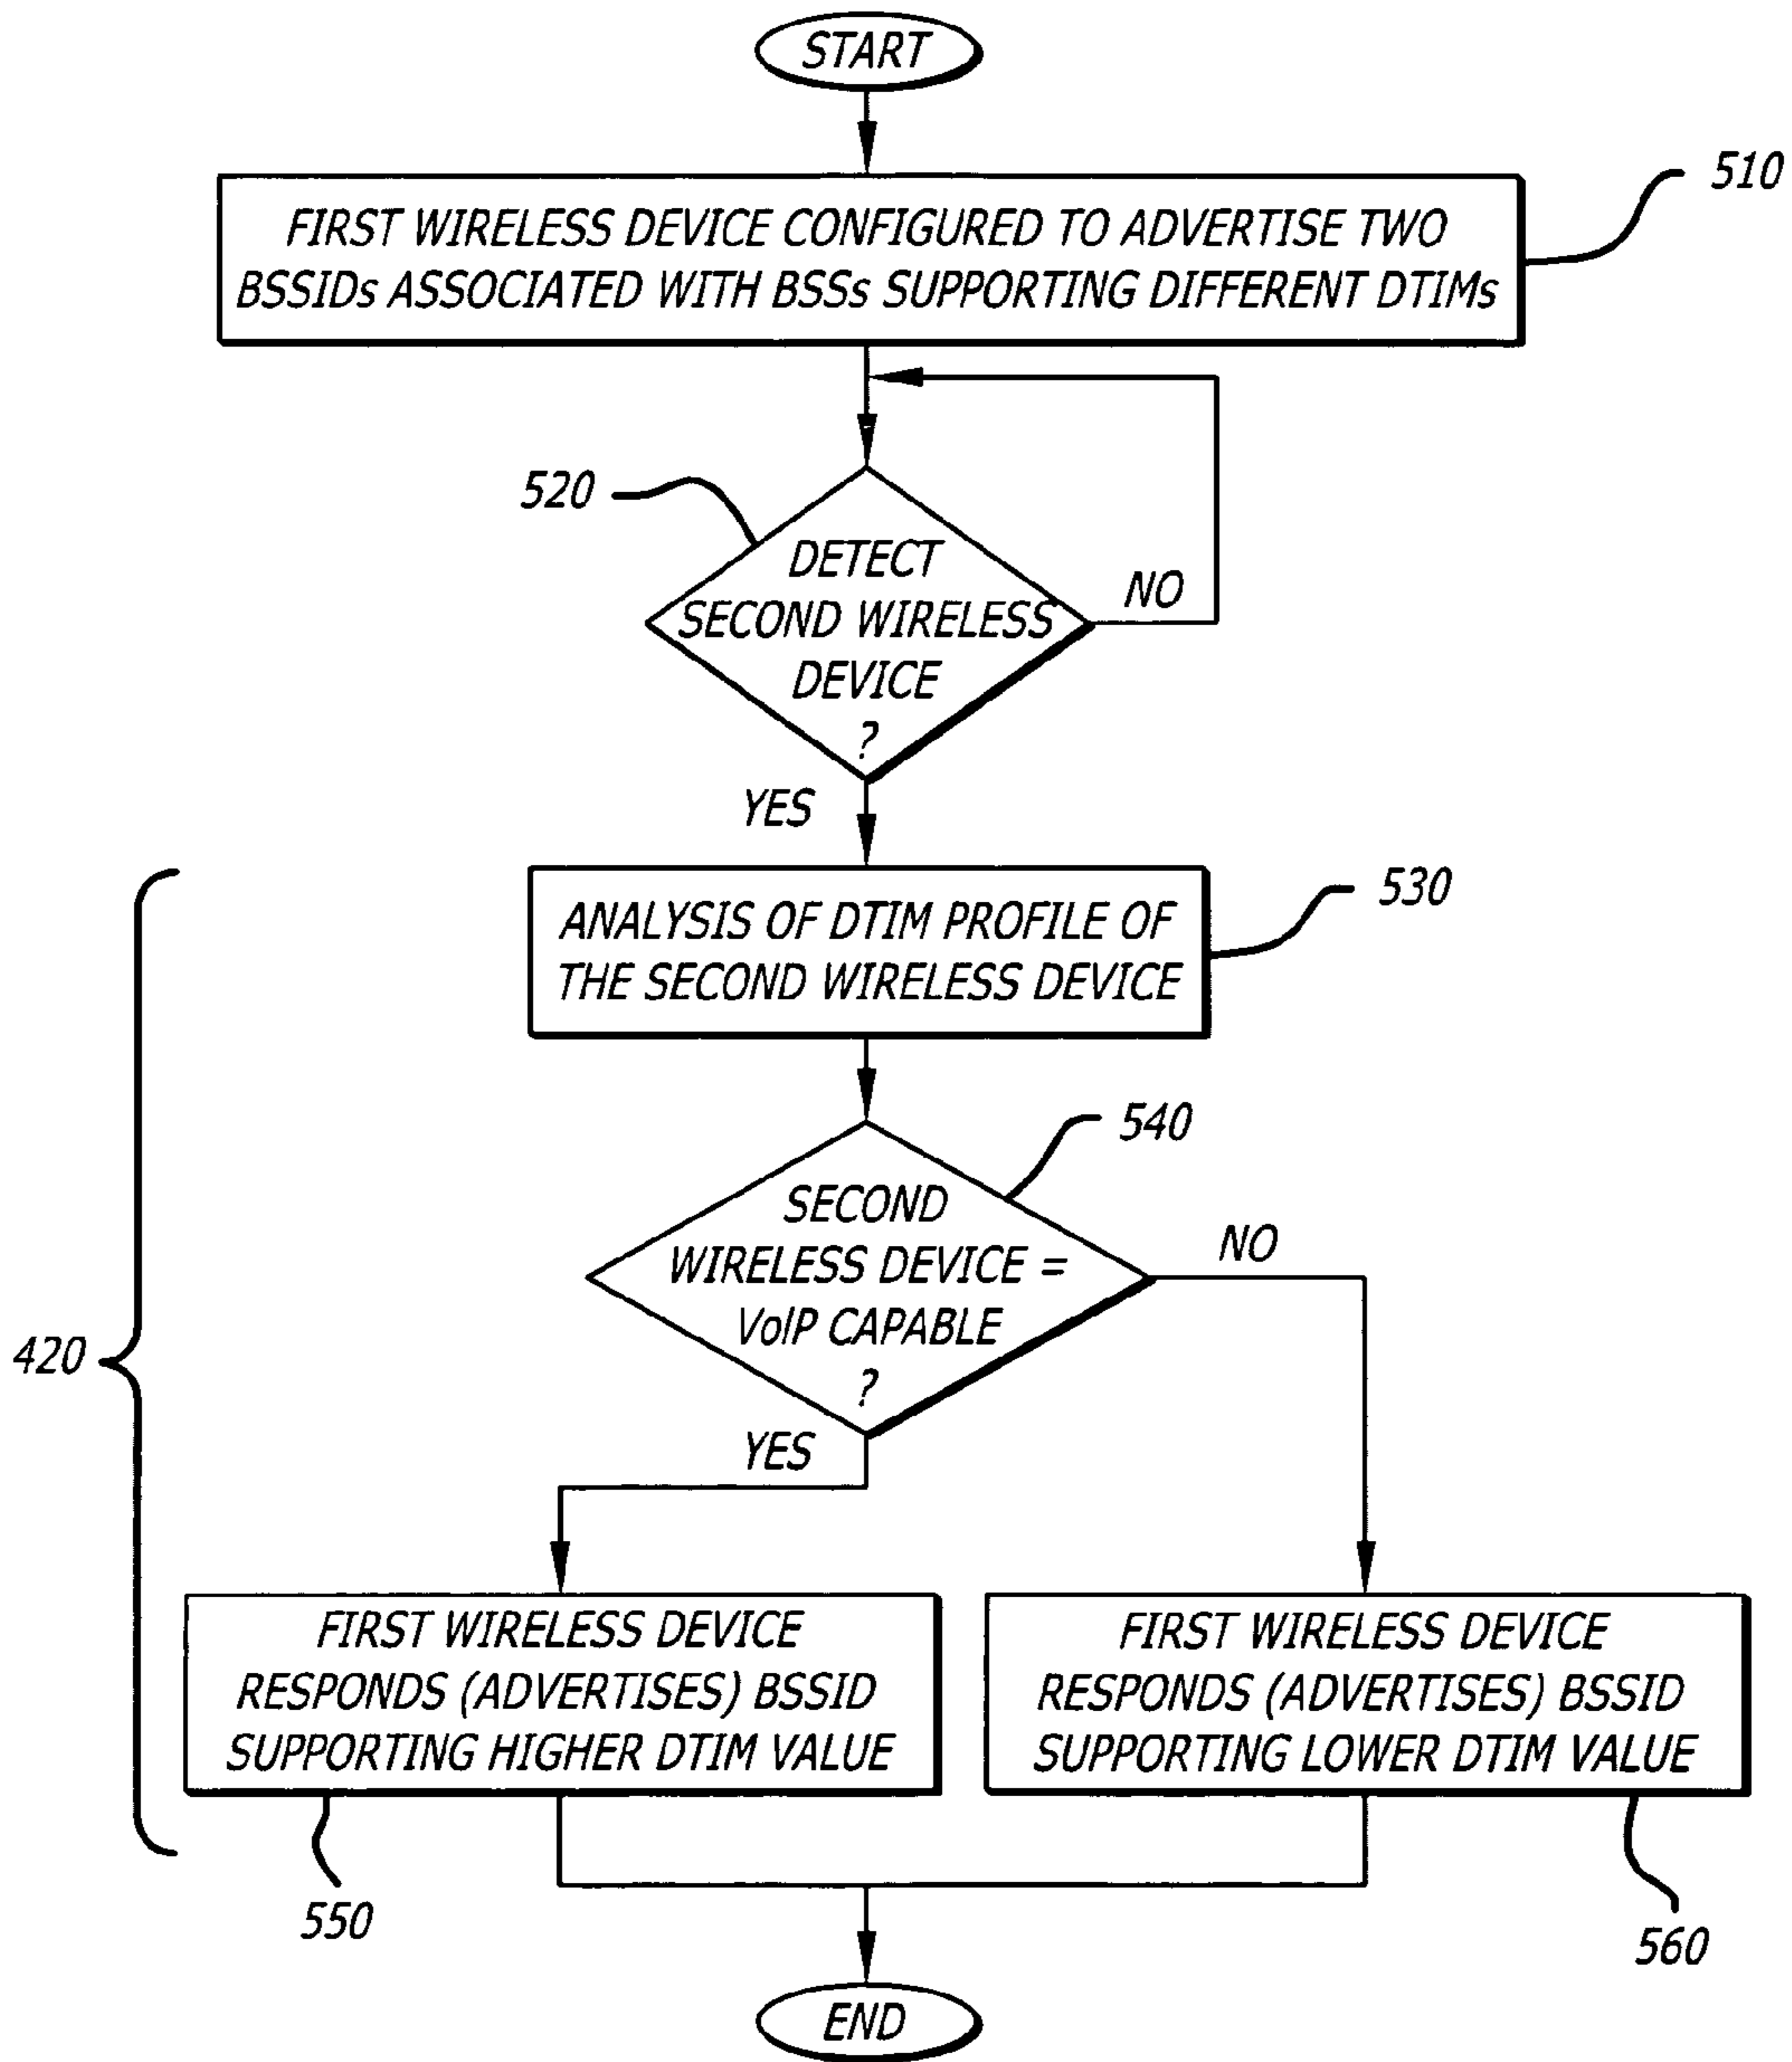 START
510
FIRST WIRELESS DEVICE CONFIGURED TO ADVERTISE TWO
BSSIDs ASSOCIATED WITH BSSs SUPPORTING DIFFERENT DTIMs
520
DETECT
SECOND WIRELESS
DEVICE
?
NO
YES
530
ANALYSIS OF DTIM PROFILE OF
THE SECOND WIRELESS DEVICE
540
SECOND
WIRELESS DEVICE =
VoIP CAPABLE
?
NO
YES
420
FIRST WIRELESS DEVICE
RESPONDS (ADVERTISES) BSSID
SUPPORTING HIGHER DTIM VALUE
FIRST WIRELESS DEVICE
RESPONDS (ADVERTISES) BSSID
SUPPORTING LOWER DTIM VALUE
550
560
END